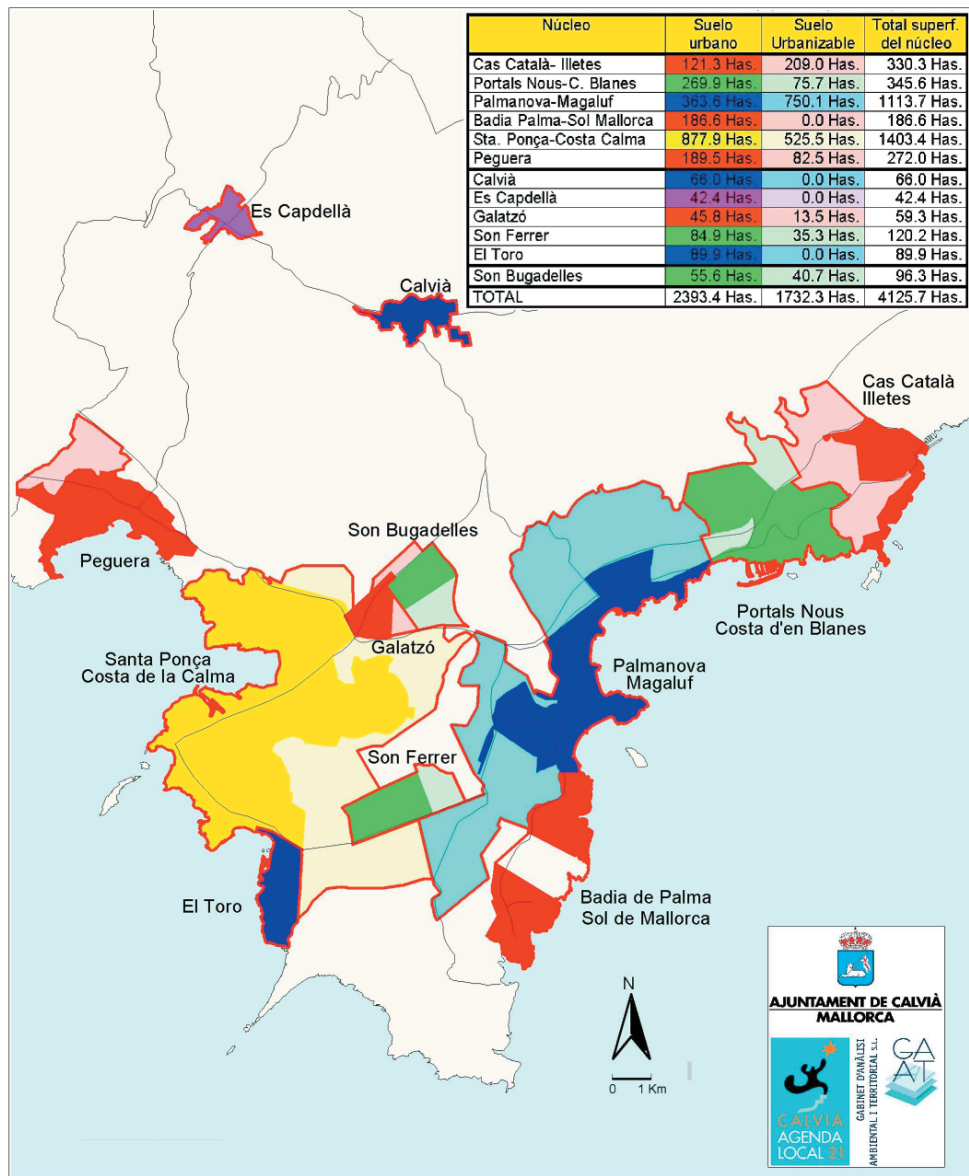 Núcleo Suelo urbano Suelo Urbanizable Total superf. del núcleo
Cas Català- Illetes 121.3 Has. 209.0 Has. 330.3 Has.
Portals Nous-C. Blanes 269.9 Has. 75.7 Has. 345.6 Has.
Palmanova-Magaluf 363.6 Has. 750.1 Has. 1113.7 Has.
Badia Palma-Sol Mallorca 186.6 Has. 0.0 Has. 186.6 Has.
Sta. Ponça-Costa Calma 877.9 Has. 525.5 Has. 1403.4 Has.
Peguera 189.5 Has. 82.5 Has. 272.0 Has.
Calvià 66.0 Has. 0.0 Has. 66.0 Has.
Es Capdellà 42.4 Has. 0.0 Has. 42.4 Has.
Galatzó 45.8 Has. 13.5 Has. 59.3 Has.
Son Ferrer 84.9 Has. 35.3 Has. 120.2 Has.
El Toro 89.9 Has. 0.0 Has. 89.9 Has.
Son Bugadelles 55.6 Has. 40.7 Has. 96.3 Has.
TOTAL 2393.4 Has. 1732.3 Has. 4125.7 Has.
Es Capdellà
Calvià
Cas Català
Illetes
Son Bugadelles
Peguera
Portals Nous
Costa d'en Blanes
Galatzó
Santa Ponça
Costa de la Calma
Palmanova
Magaluf
Son Ferrer
El Toro
Badia de Palma
Sol de Mallorca
N
0 1 Km
AJUNTAMENT DE CALVIÀ
MALLORCA
CALVIA
AGENDA
LOCAL 21
GABINET D'ANÀLISI
AMBIENTAL I TERRITORIAL S.L.
GAAT